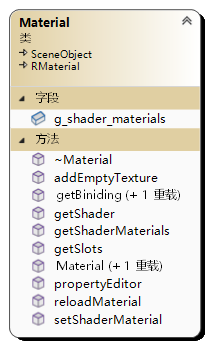 Material
类
SceneObject
RMaterial
字段
g_shader_materials
方法
~Material
addEmptyTexture
getBiniding (+ 1 重载)
getShader
getShaderMaterials
getSlots
Material (+ 1 重载)
propertyEditor
reloadMaterial
setShaderMaterial